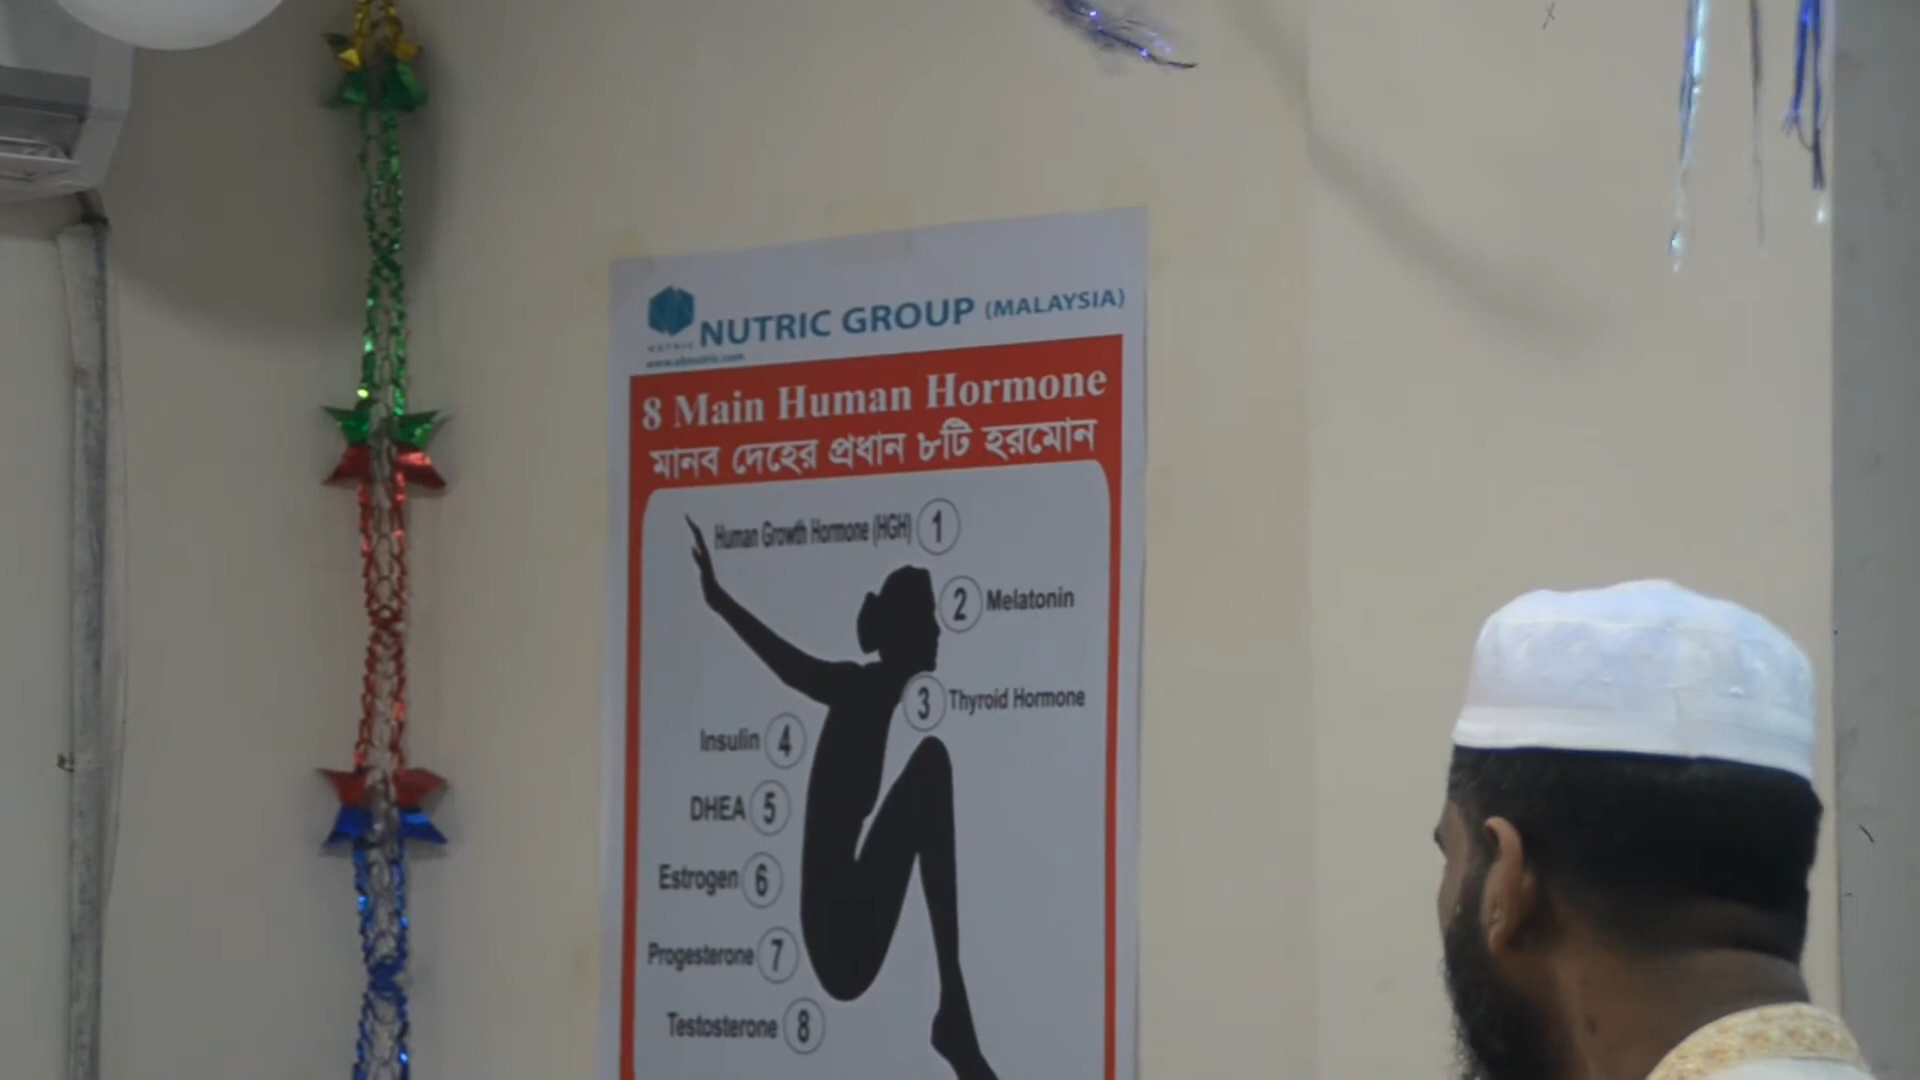 NUTRIC GROUP (MALAYSIA)
NUTRIC
8 Main Human Hormone
মানব দেহের প্রধান ৮টি হরমোন
Human Growth Hormone (HGH) 1
2 Melatonin
3 Thyroid Hormone
Insulin 4
DHEA 5
Estrogen 6
Progesterone 7
Testosterone 8